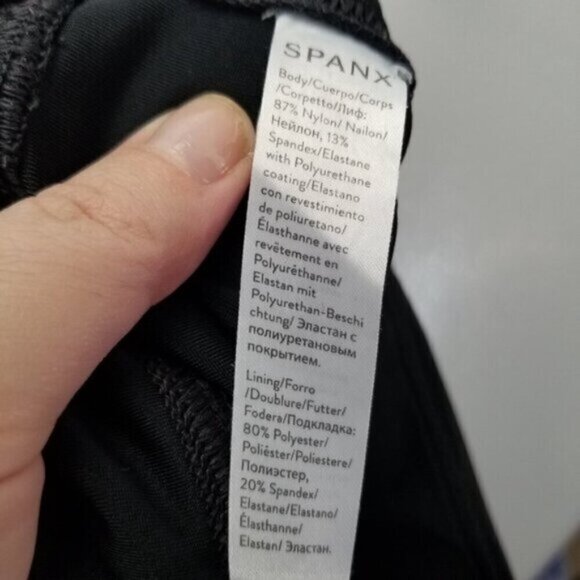 SPANX
Body/Cuerpo/Corps
/Corpetto/Лиф:
87% Nylon/ Nailon/
Нейлон, 13%
Spandex/Elastane
with Polyurethane
coating/Elastano
con revestimiento
de poliuretano/
Élasthanne avec
revêtement en
Polyuréthanne/
Elastan mit
Polyurethan-Beschi
chtung/ Эластан с
полиуретановым
покрытием.
Lining/Forro
/Doublure/Futter/
Fodera/Подкладка:
80% Polyester/
Poliéster/Poliestere/
Полиэстер,
20% Spandex/
Elastane/Elastano/
Élasthanne/
Elastan/ Эластан.